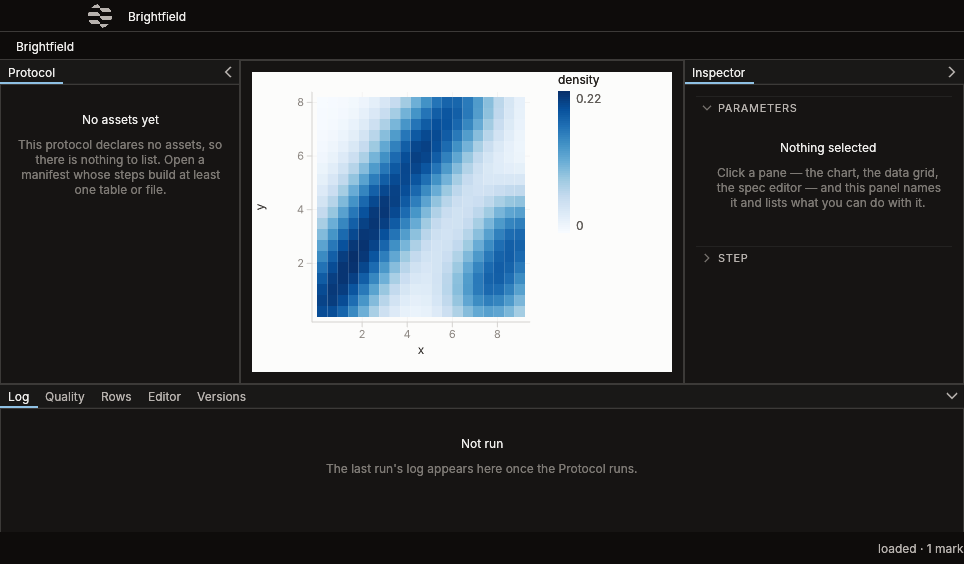 Brightfield
Brightfield
Protocol
No assets yet
This protocol declares no assets, so
there is nothing to list. Open a
manifest whose steps build at least
one table or file.
density
0.22
0
8
6
4
2
y
2
4
6
8
x
Inspector
PARAMETERS
Nothing selected
Click a pane — the chart, the data grid,
the spec editor — and this panel names
it and lists what you can do with it.
STEP
Log Quality Rows Editor Versions
Not run
The last run's log appears here once the Protocol runs.
loaded · 1 mark